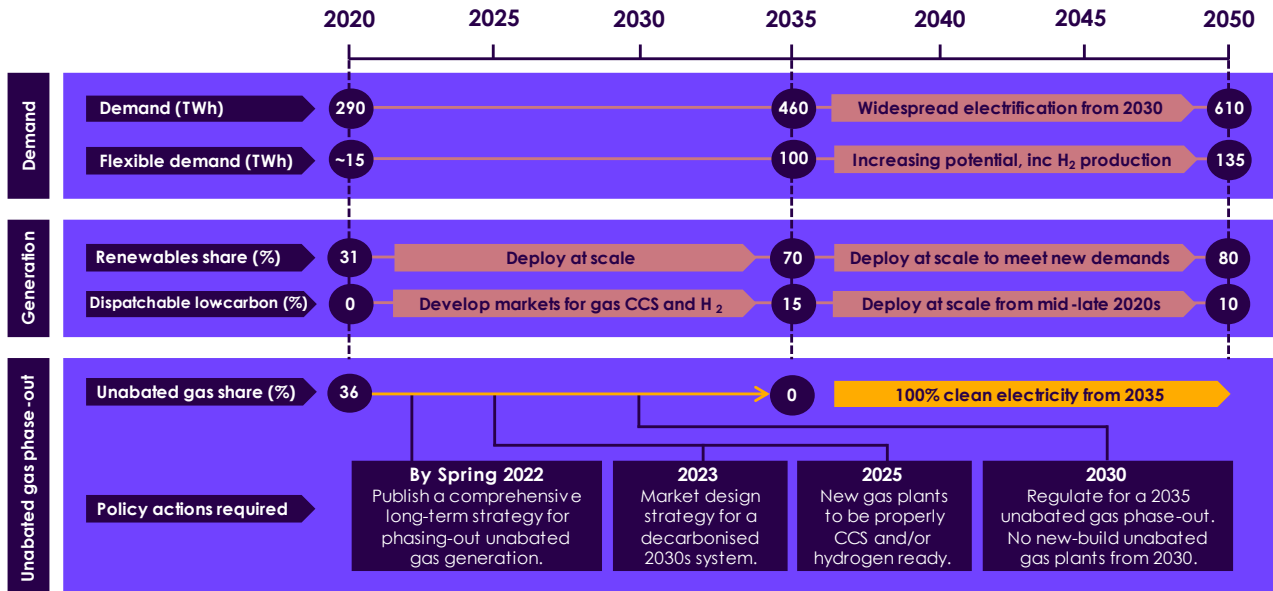 2020 2025 2030 2035 2040 2045 2050
Demand
Demand (TWh) 290 460 Widespread electrification from 2030 610
Flexible demand (TWh) ~15 100 Increasing potential, inc H₂ production 135
Generation
Renewables share (%) 31 Deploy at scale 70 Deploy at scale to meet new demands 80
Dispatchable lowcarbon (%) 0 Develop markets for gas CCS and H₂ 15 Deploy at scale from mid-late 2020s 10
Unabated gas phase-out
Unabated gas share (%) 36 0 100% clean electricity from 2035
Policy actions required
By Spring 2022
Publish a comprehensive
long-term strategy for
phasing-out unabated
gas generation.
2023
Market design
strategy for a
decarbonised
2030s system.
2025
New gas plants
to be properly
CCS and/or
hydrogen ready.
2030
Regulate for a 2035
unabated gas phase-out.
No new-build unabated
gas plants from 2030.